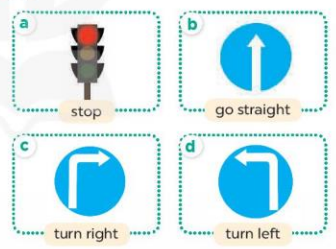 a
stop
b
go straight
c
turn right
d
turn left